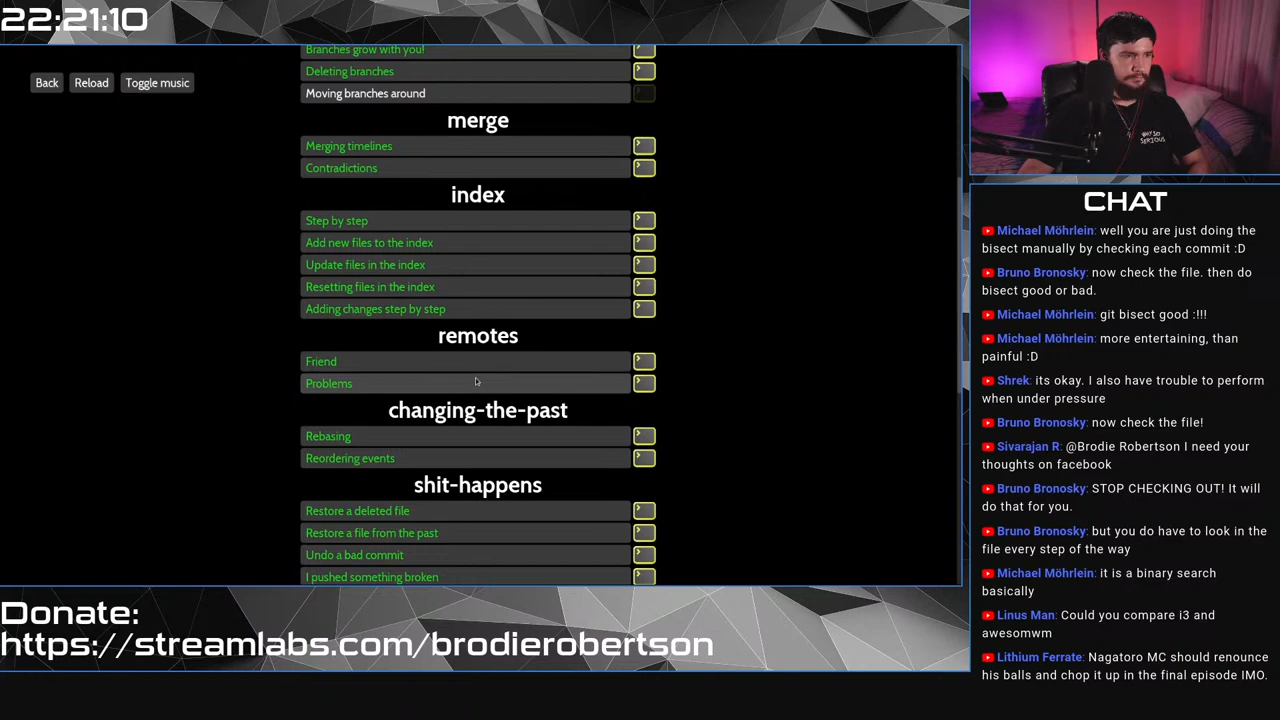 22:21:10
Back
Reload
Toggle music
Branches grow with you!
Deleting branches
Moving branches around
merge
Merging timelines
Contradictions
index
Step by step
Add new files to the index
Update files in the index
Resetting files in the index
Adding changes step by step
remotes
Friend
Problems
changing-the-past
Rebasing
Reordering events
shit-happens
Restore a deleted file
Restore a file from the past
Undo a bad commit
I pushed something broken
Donate:
https://streamlabs.com/brodierobertson
WHY SO
SERIOUS
CHAT
Michael Möhrlein: well you are just doing the
bisect manually by checking each commit :D
Bruno Bronosky: now check the file. then do
bisect good or bad.
Michael Möhrlein: git bisect good :!!!
Michael Möhrlein: more entertaining, than
painful :D
Shrek: its okay. I also have trouble to perform
when under pressure
Bruno Bronosky: now check the file!
Sivarajan R: @Brodie Robertson I need your
thoughts on facebook
Bruno Bronosky: STOP CHECKING OUT! It will
do that for you.
Bruno Bronosky: but you do have to look in the
file every step of the way
Michael Möhrlein: it is a binary search
basically
Linus Man: Could you compare i3 and
awesomwm
Lithium Ferrate: Nagatoro MC should renounce
his balls and chop it up in the final episode IMO.